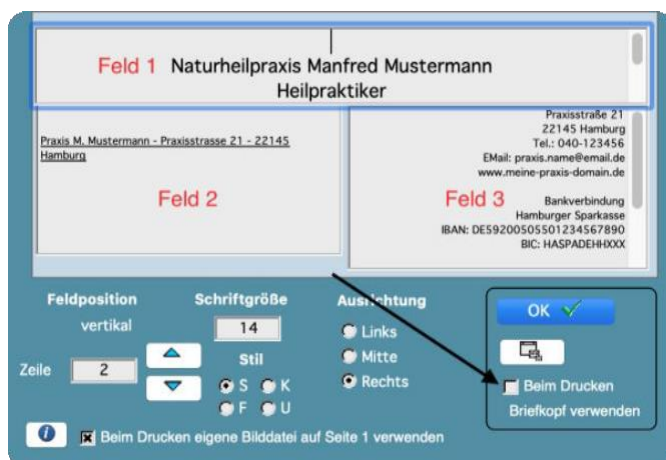 Feld 1 Naturheilpraxis Manfred Mustermann
Heilpraktiker
Praxis M. Mustermann - Praxisstrasse 21 - 22145
Hamburg
Feld 2
Praxisstraße 21
22145 Hamburg
Tel.: 040-123456
EMail: praxis.name@email.de
www.meine-praxis-domain.de
Feld 3
Bankverbindung
Hamburger Sparkasse
IBAN: DE59200505501234567890
BIC: HASPADEHHXXX
Feldposition
vertikal
Zeile 2
Schriftgröße
14
Stil
S K
F U
Ausrichtung
Links
Mitte
Rechts
OK
Beim Drucken
Briefkopf verwenden
i Beim Drucken eigene Bilddatei auf Seite 1 verwenden